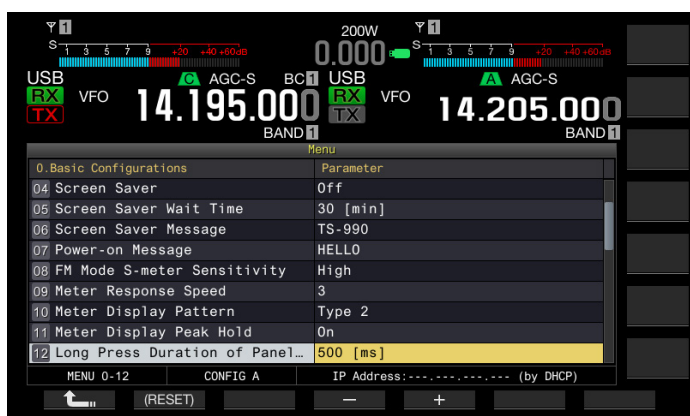 1 200W 1
S 1 3 5 7 9 +20 +40 +60dB 0.000 S 1 3 5 7 9 +20 +40 +60dB
USB C AGC-S BC 1 USB A AGC-S
RX VFO 14.195.000 RX VFO 14.205.000
TX TX
BAND 1 BAND 1
Menu
0.Basic Configurations Parameter
04 Screen Saver Off
05 Screen Saver Wait Time 30 [min]
06 Screen Saver Message TS-990
07 Power-on Message HELLO
08 FM Mode S-meter Sensitivity High
09 Meter Response Speed 3
10 Meter Display Pattern Type 2
11 Meter Display Peak Hold On
12 Long Press Duration of Panel… 500 [ms]
MENU 0-12 CONFIG A IP Address:---.---.---.--- (by DHCP)
(RESET) − +